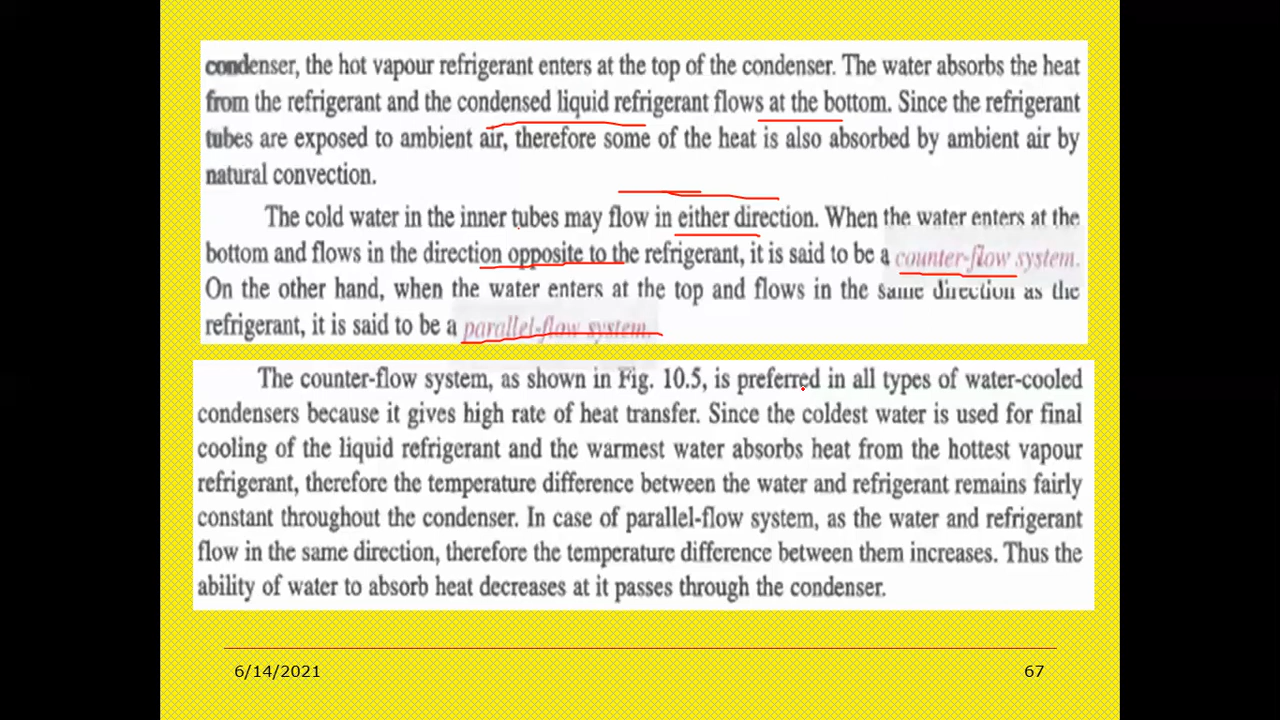 condenser, the hot vapour refrigerant enters at the top of the condenser. The water absorbs the heat
from the refrigerant and the condensed liquid refrigerant flows at the bottom. Since the refrigerant
tubes are exposed to ambient air, therefore some of the heat is also absorbed by ambient air by
natural convection.
The cold water in the inner tubes may flow in either direction. When the water enters at the
bottom and flows in the direction opposite to the refrigerant, it is said to be a counter-flow system.
On the other hand, when the water enters at the top and flows in the same direction as the
refrigerant, it is said to be a parallel-flow system.
The counter-flow system, as shown in Fig. 10.5, is preferred in all types of water-cooled
condensers because it gives high rate of heat transfer. Since the coldest water is used for final
cooling of the liquid refrigerant and the warmest water absorbs heat from the hottest vapour
refrigerant, therefore the temperature difference between the water and refrigerant remains fairly
constant throughout the condenser. In case of parallel-flow system, as the water and refrigerant
flow in the same direction, therefore the temperature difference between them increases. Thus the
ability of water to absorb heat decreases at it passes through the condenser.
6/14/2021
67